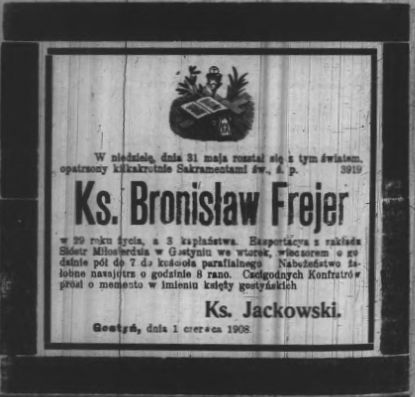 W niedzielę, dnia 31 maja rozstał się z tym światem,
opatrzony kilkakrotnie Sakramentami św., ś. p. 3919
Ks. Bronisław Frejer
w 29 roku życia, a 3 kapłaństwa. Eksportacya z zakładu
Sióstr Miłosierdzia w Gostyniu we wtorek, wieczorem o go
dzinie pół do 7 do kościoła parafialnego Nabożeństwo ża-
łobne nazajutrz o godzinie 8 rano. Czcigodnych Konfratrów
prosi o memento w imieniu księży gostyńskich
Ks. Jackowski.
Gostyń, dnia 1 czerwca 1908.